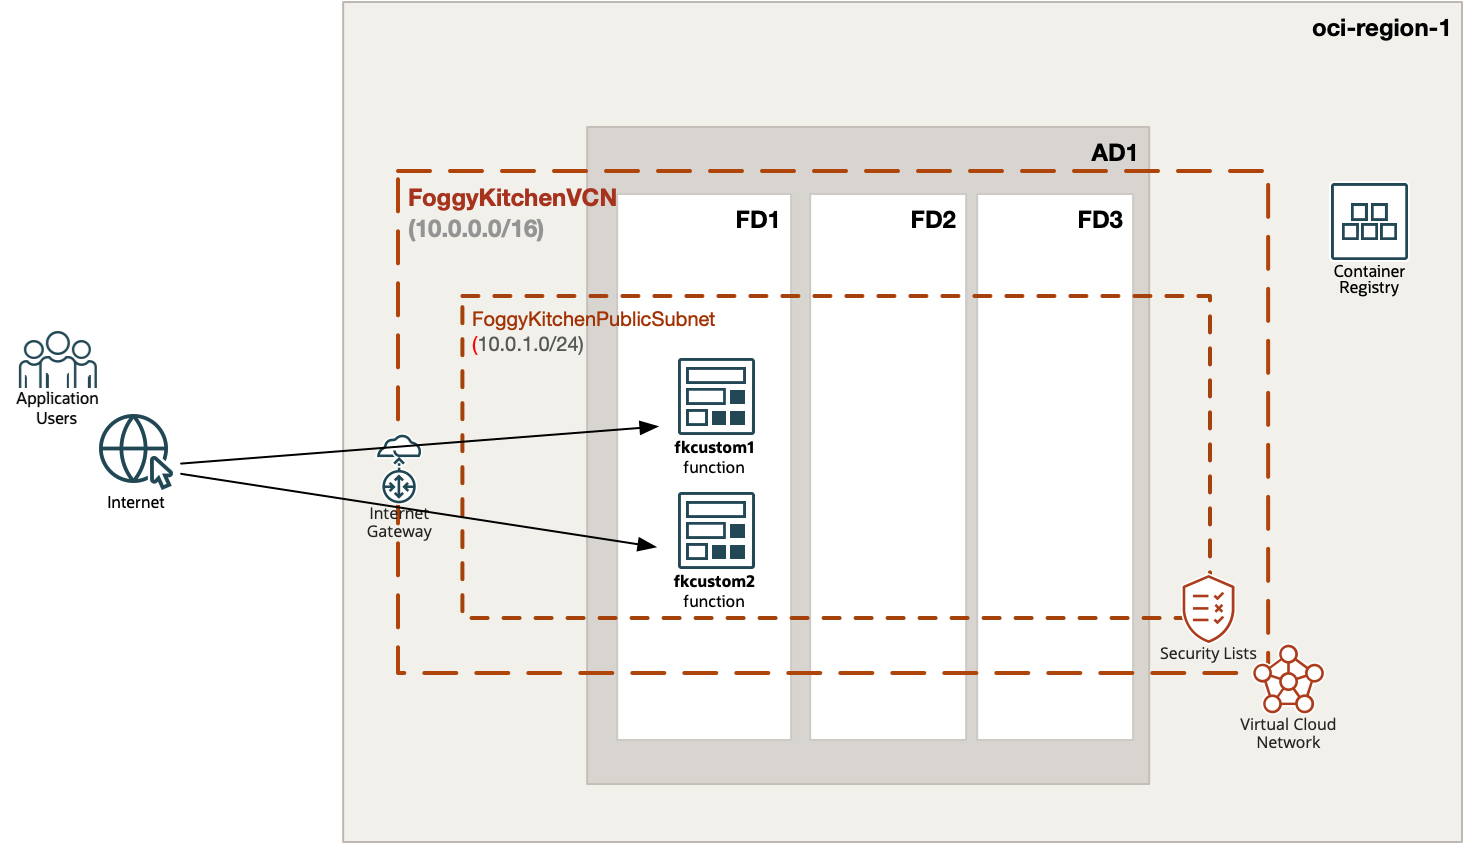 oci-region-1
AD1
FoggyKitchenVCN
(10.0.0.0/16)
FD1
FD2
FD3
Container
Registry
FoggyKitchenPublicSubnet
(10.0.1.0/24)
Application
Users
fkcustom1
function
Internet
Internet
Gateway
fkcustom2
function
Security Lists
Virtual Cloud
Network